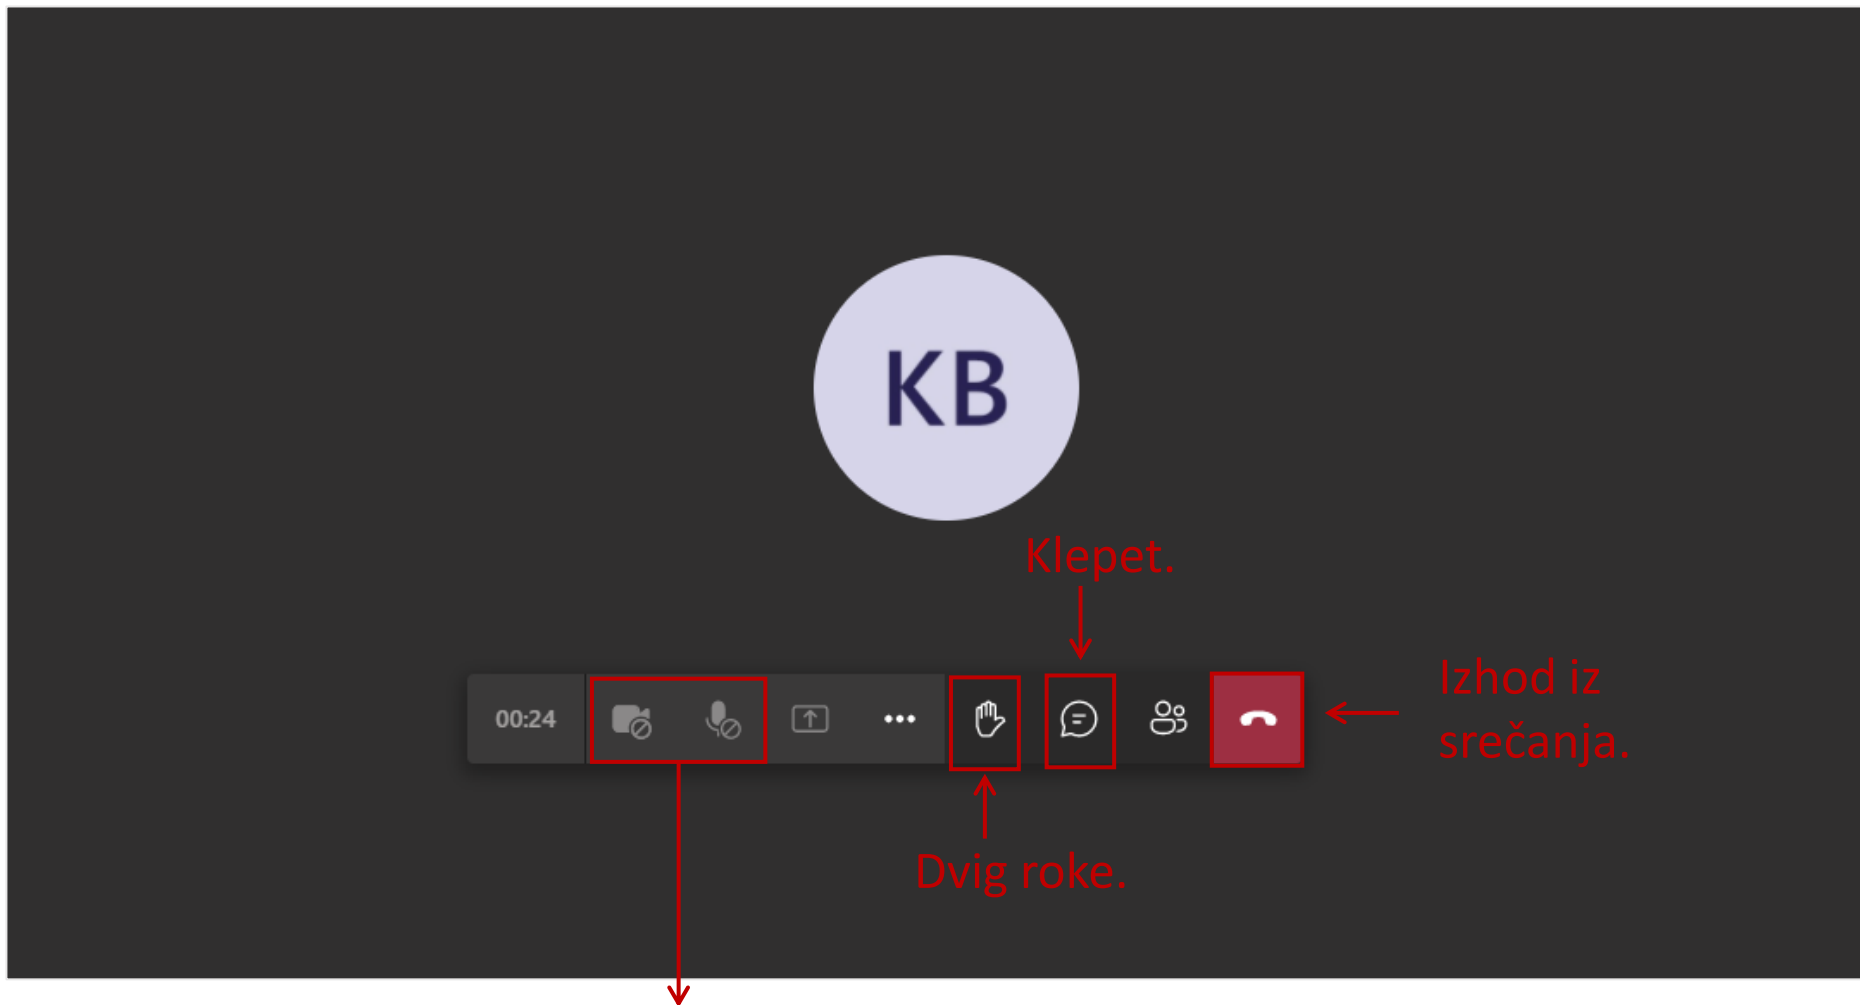 KB
Klepet.
00:24
Izhod iz
srečanja.
Dvig roke.